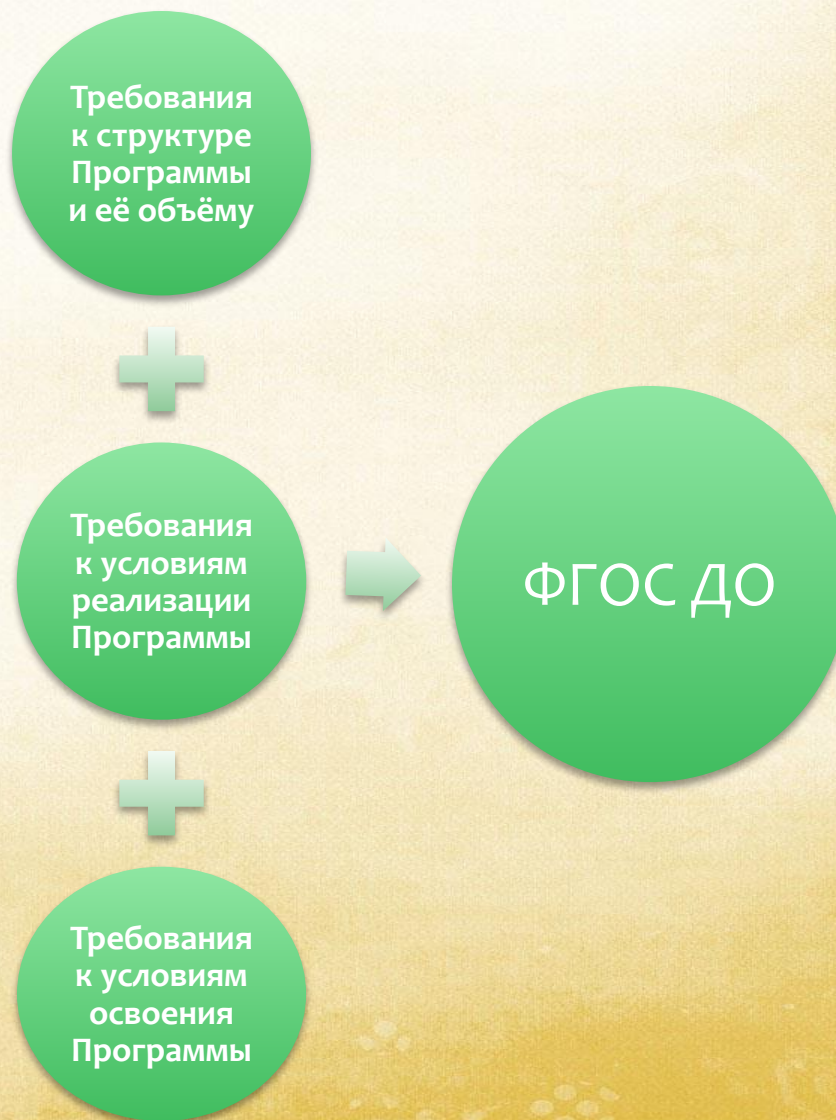 Требования
к структуре
Программы
и её объёму
Требования
к условиям
реализации
Программы
ФГОС ДО
Требования
к условиям
освоения
Программы